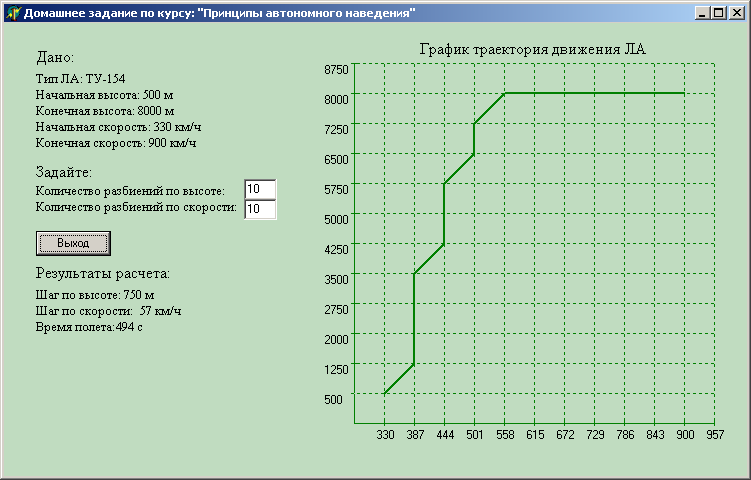 Домашнее задание по курсу: "Принципы автономного наведения"
Дано:
Тип ЛА: ТУ-154
Начальная высота: 500 м
Конечная высота: 8000 м
Начальная скорость: 330 км/ч
Конечная скорость: 900 км/ч
Задайте:
Количество разбиений по высоте: 10
Количество разбиений по скорости: 10
Выход
Результаты расчета:
Шаг по высоте: 750 м
Шаг по скорости: 57 км/ч
Время полета:494 с
График траектория движения ЛА
8750
8000
7250
6500
5750
5000
4250
3500
2750
2000
1250
500
330 387 444 501 558 615 672 729 786 843 900 957